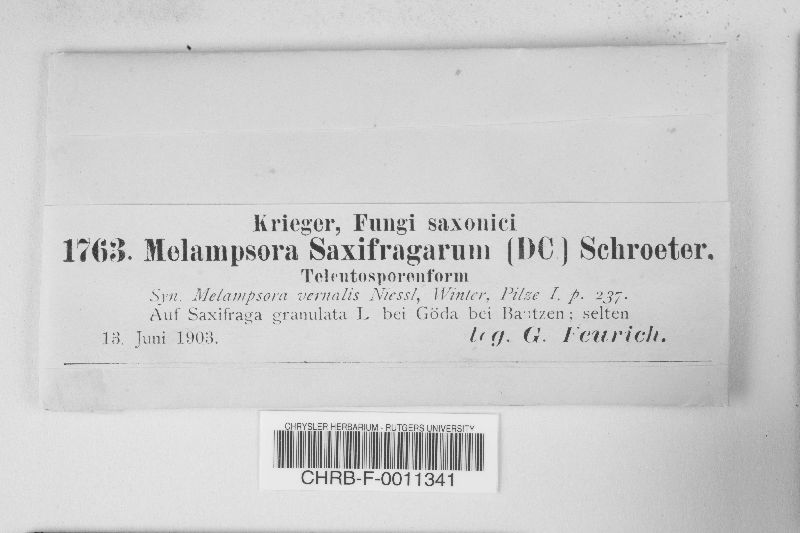 Krieger, Fungi saxonici
1763. Melampsora Saxifragarum (DC.) Schroeter.
Teleutosporenform
Syn. Melampsora vernalis Niessl, Winter, Pilze I. p. 237.
Auf Saxifraga granulata L. bei Göda bei Bautzen; selten
13. Juni 1903. leg. G. Feurich.
CHRYSLER HERBARIUM - RUTGERS UNIVERSITY
CHRB-F-0011341